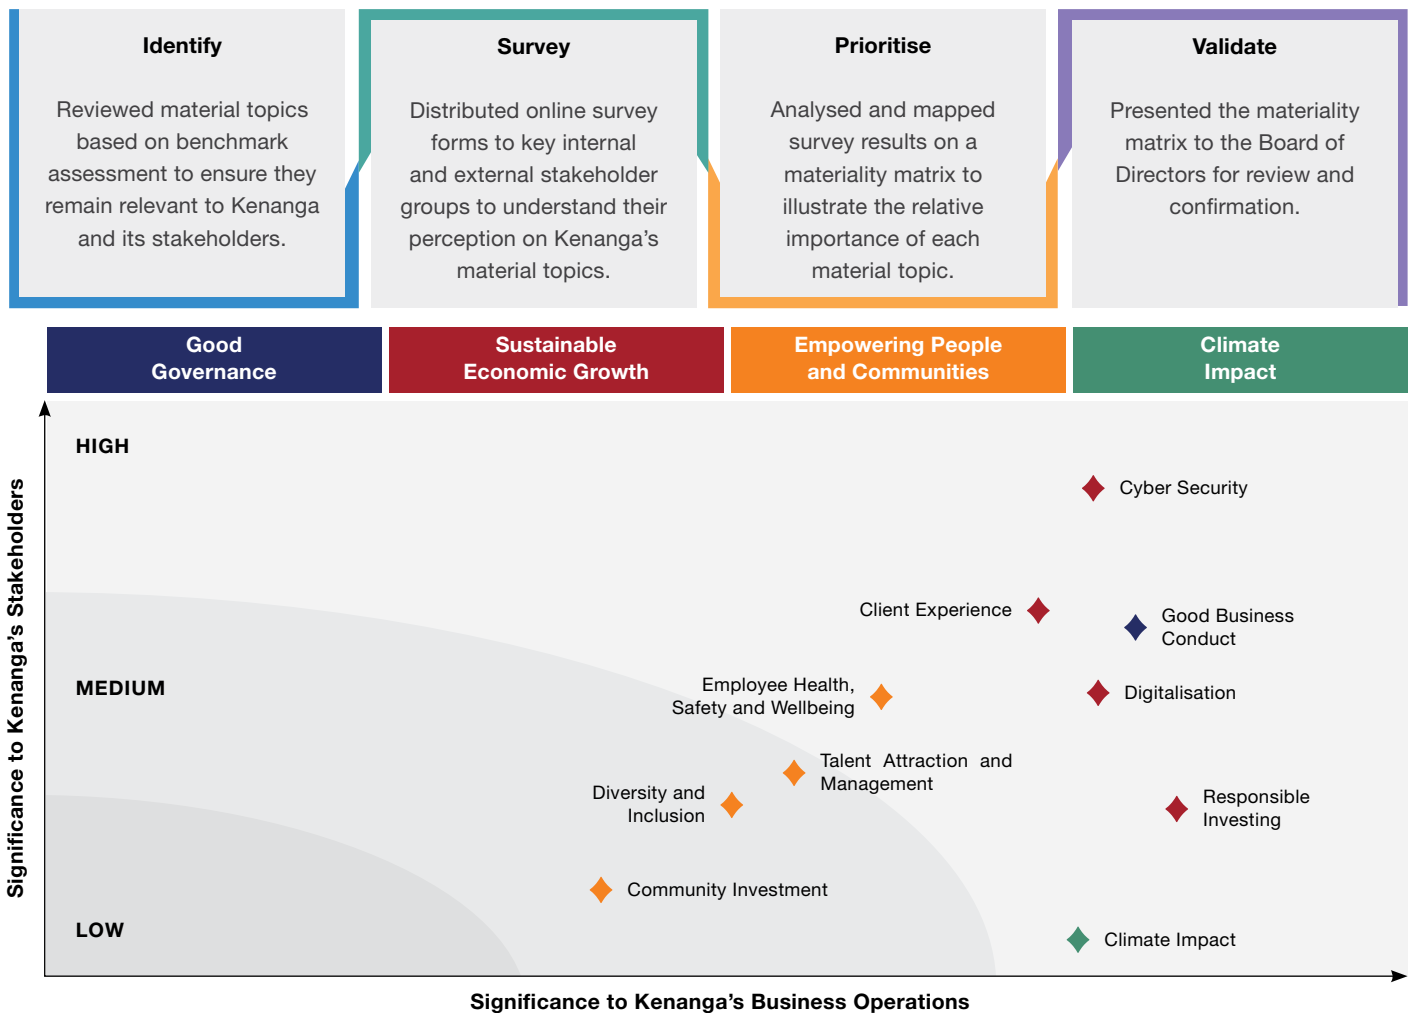 Identify
Reviewed material topics
based on benchmark
assessment to ensure they
remain relevant to Kenanga
and its stakeholders.
Survey
Distributed online survey
forms to key internal
and external stakeholder
groups to understand their
perception on Kenanga’s
material topics.
Prioritise
Analysed and mapped
survey results on a
materiality matrix to
illustrate the relative
importance of each
material topic.
Validate
Presented the materiality
matrix to the Board of
Directors for review and
confirmation.
Good
Governance
Sustainable
Economic Growth
Empowering People
and Communities
Climate
Impact
Significance to Kenanga’s Stakeholders
HIGH
MEDIUM
LOW
Cyber Security
Client Experience
Good Business
Conduct
Employee Health,
Safety and Wellbeing
Digitalisation
Talent Attraction and
Management
Diversity and
Inclusion
Responsible
Investing
Community Investment
Climate Impact
Significance to Kenanga’s Business Operations